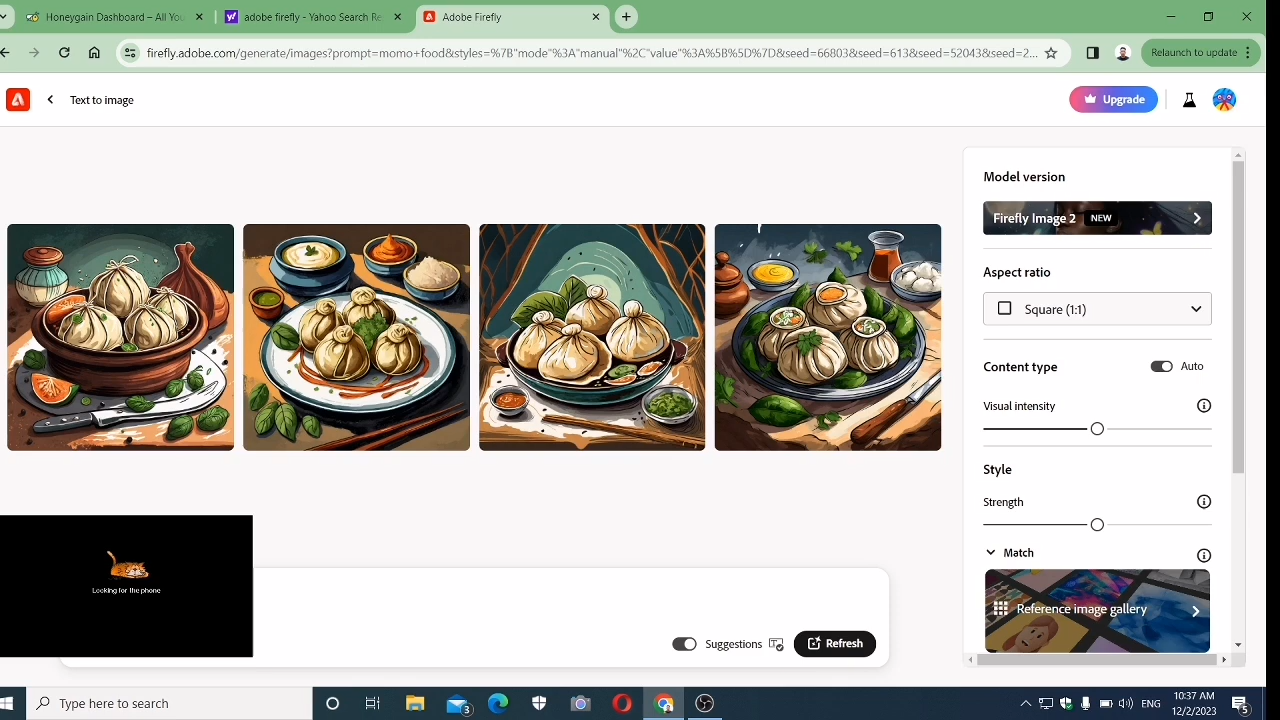 Honeygain Dashboard – All You
adobe firefly - Yahoo Search Re
Adobe Firefly
firefly.adobe.com/generate/images?prompt=momo+food&styles=%7B"mode"%3A"manual"%2C"value"%3A%5B%5D%7D&seed=66803&seed=613&seed=52043&seed=2...
Relaunch to update
Text to image
Upgrade
Model version
Firefly Image 2 NEW
Aspect ratio
Square (1:1)
Content type
Auto
Visual intensity
Style
Strength
Match
Reference image gallery
Looking for the phone
Suggestions
Refresh
Type here to search
3
ENG
10:37 AM
12/2/2023
5